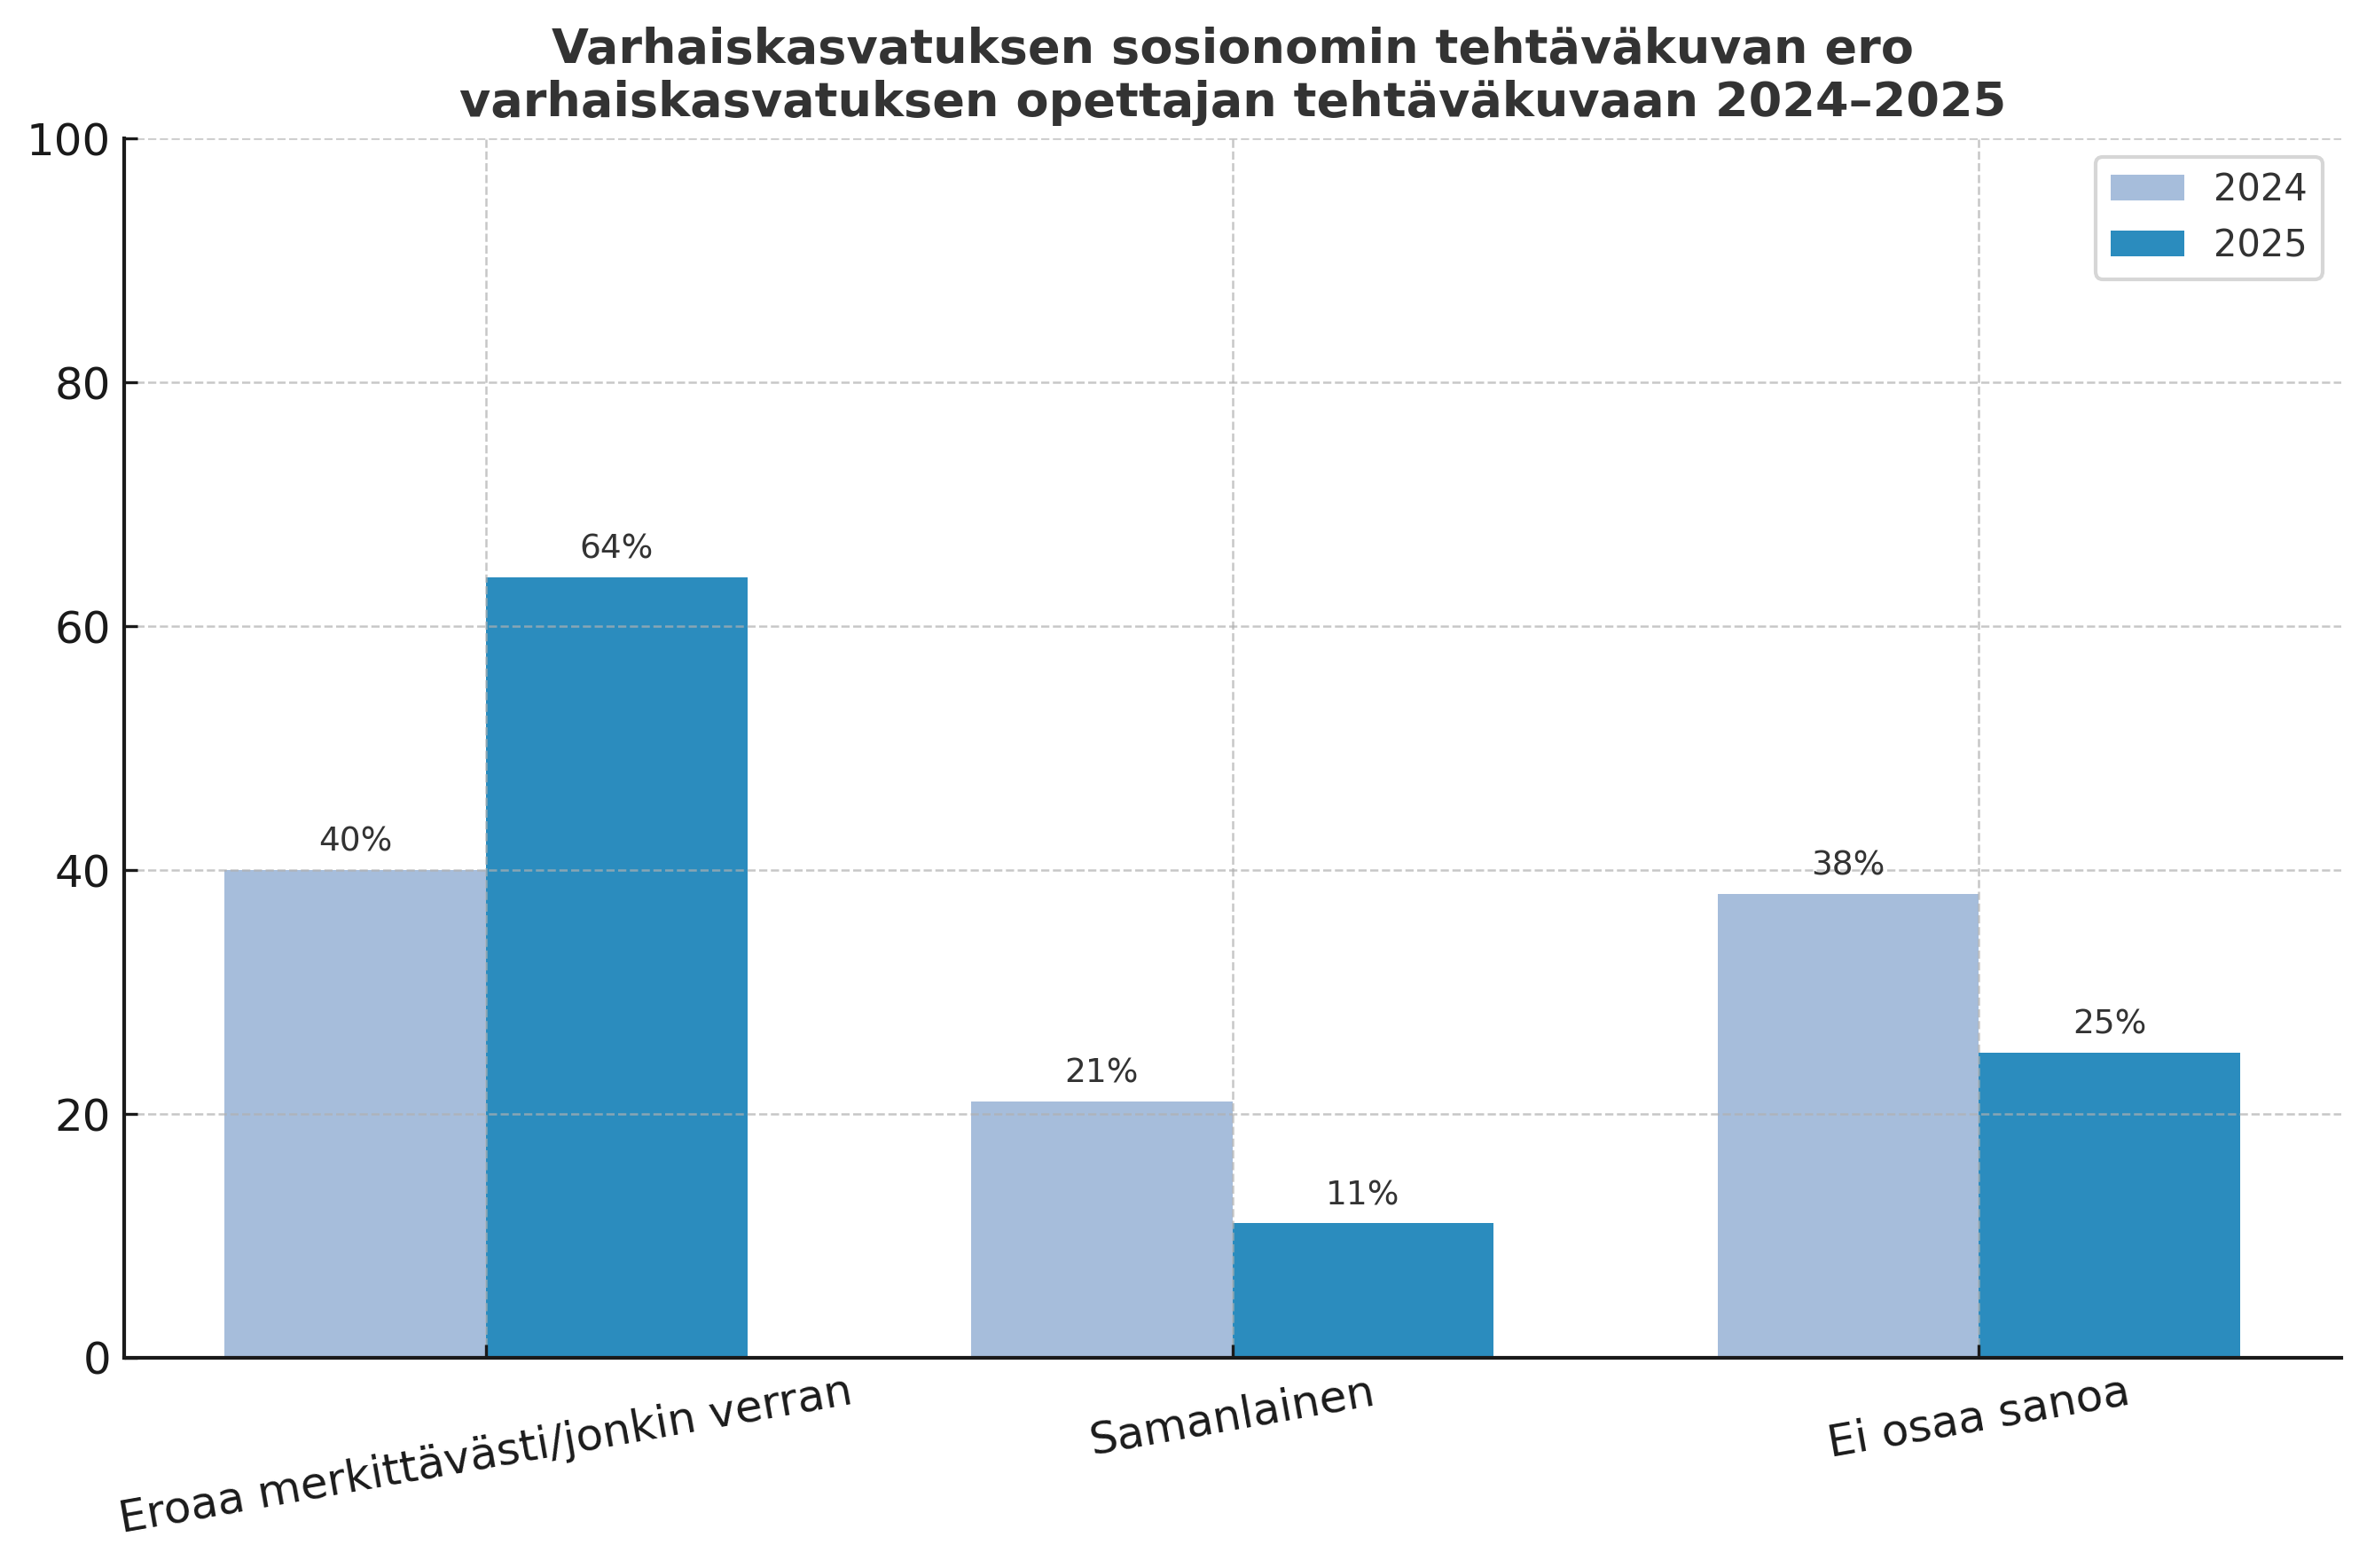 Varhaiskasvatuksen sosionomin tehtäväkuvan ero
varhaiskasvatuksen opettajan tehtäväkuvaan 2024–2025
100
80
60
40
20
0
2024
2025
40%
64%
21%
11%
38%
25%
Eroaa merkittävästi/jonkin verran
Samanlainen
Ei osaa sanoa